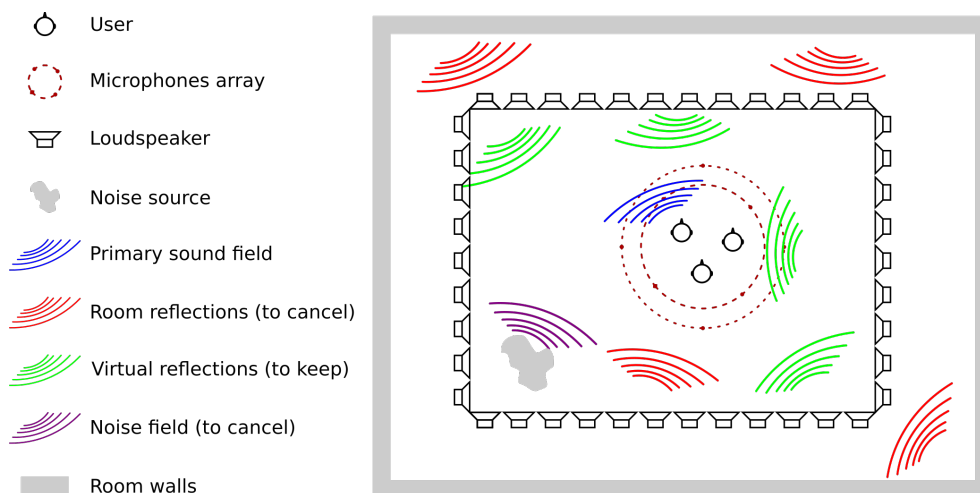 User
Microphones array
Loudspeaker
Noise source
Primary sound field
Room reflections (to cancel)
Virtual reflections (to keep)
Noise field (to cancel)
Room walls